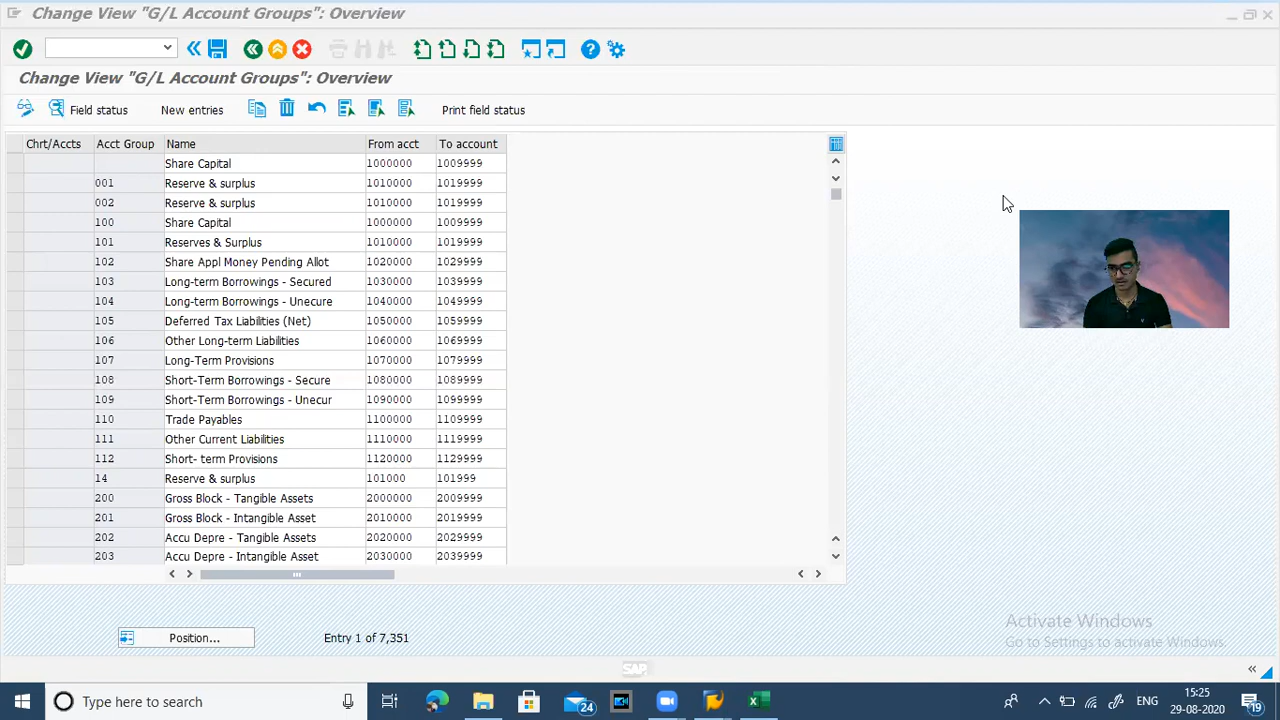 Change View "G/L Account Groups": Overview
Change View "G/L Account Groups": Overview
Field status New entries Print field status
Chrt/Accts Acct Group Name From acct To account
Share Capital 1000000 1009999
001 Reserve & surplus 1010000 1019999
002 Reserve & surplus 1010000 1019999
100 Share Capital 1000000 1009999
101 Reserves & Surplus 1010000 1019999
102 Share Appl Money Pending Allot 1020000 1029999
103 Long-term Borrowings - Secured 1030000 1039999
104 Long-term Borrowings - Unecure 1040000 1049999
105 Deferred Tax Liabilities (Net) 1050000 1059999
106 Other Long-term Liabilities 1060000 1069999
107 Long-Term Provisions 1070000 1079999
108 Short-Term Borrowings - Secure 1080000 1089999
109 Short-Term Borrowings - Unecur 1090000 1099999
110 Trade Payables 1100000 1109999
111 Other Current Liabilities 1110000 1119999
112 Short- term Provisions 1120000 1129999
14 Reserve & surplus 101000 101999
200 Gross Block - Tangible Assets 2000000 2009999
201 Gross Block - Intangible Asset 2010000 2019999
202 Accu Depre - Tangible Assets 2020000 2029999
203 Accu Depre - Intangible Asset 2030000 2039999
Position... Entry 1 of 7,351
Activate Windows
Go to Settings to activate Windows.
SAP
Type here to search
24
ENG
15:25
29-08-2020
19